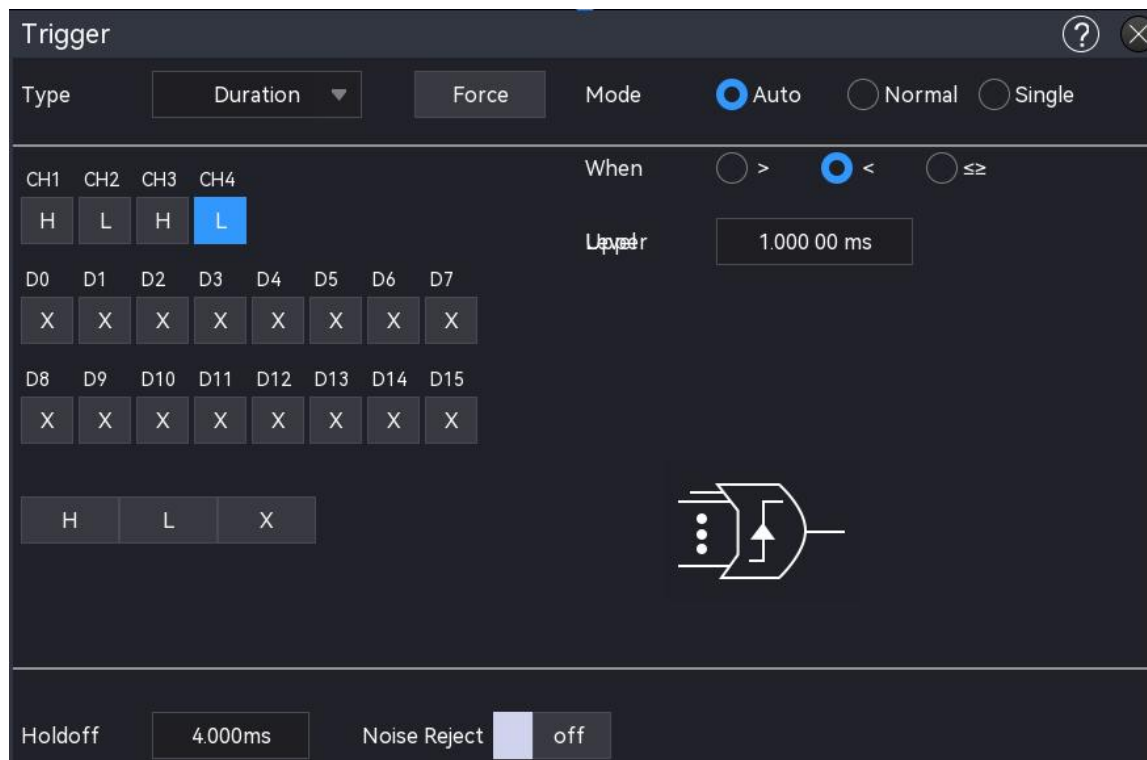 Trigger ?
Type Duration Force Mode Auto Normal Single
When > < ≤≥
CH1 CH2 CH3 CH4
H L H L
Upper 1.000 00 ms
D0 D1 D2 D3 D4 D5 D6 D7
X X X X X X X X
D8 D9 D10 D11 D12 D13 D14 D15
X X X X X X X X
H L X
Holdoff 4.000ms Noise Reject off